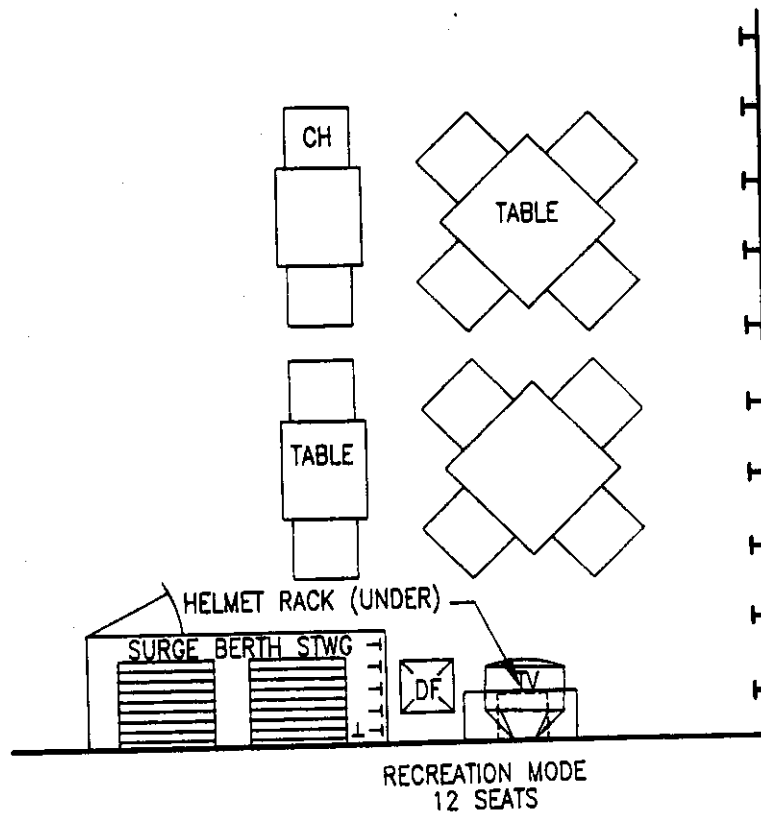 CH
TABLE
TABLE
HELMET RACK (UNDER)
SURGE BERTH STWG
DF
TV
RECREATION MODE
12 SEATS